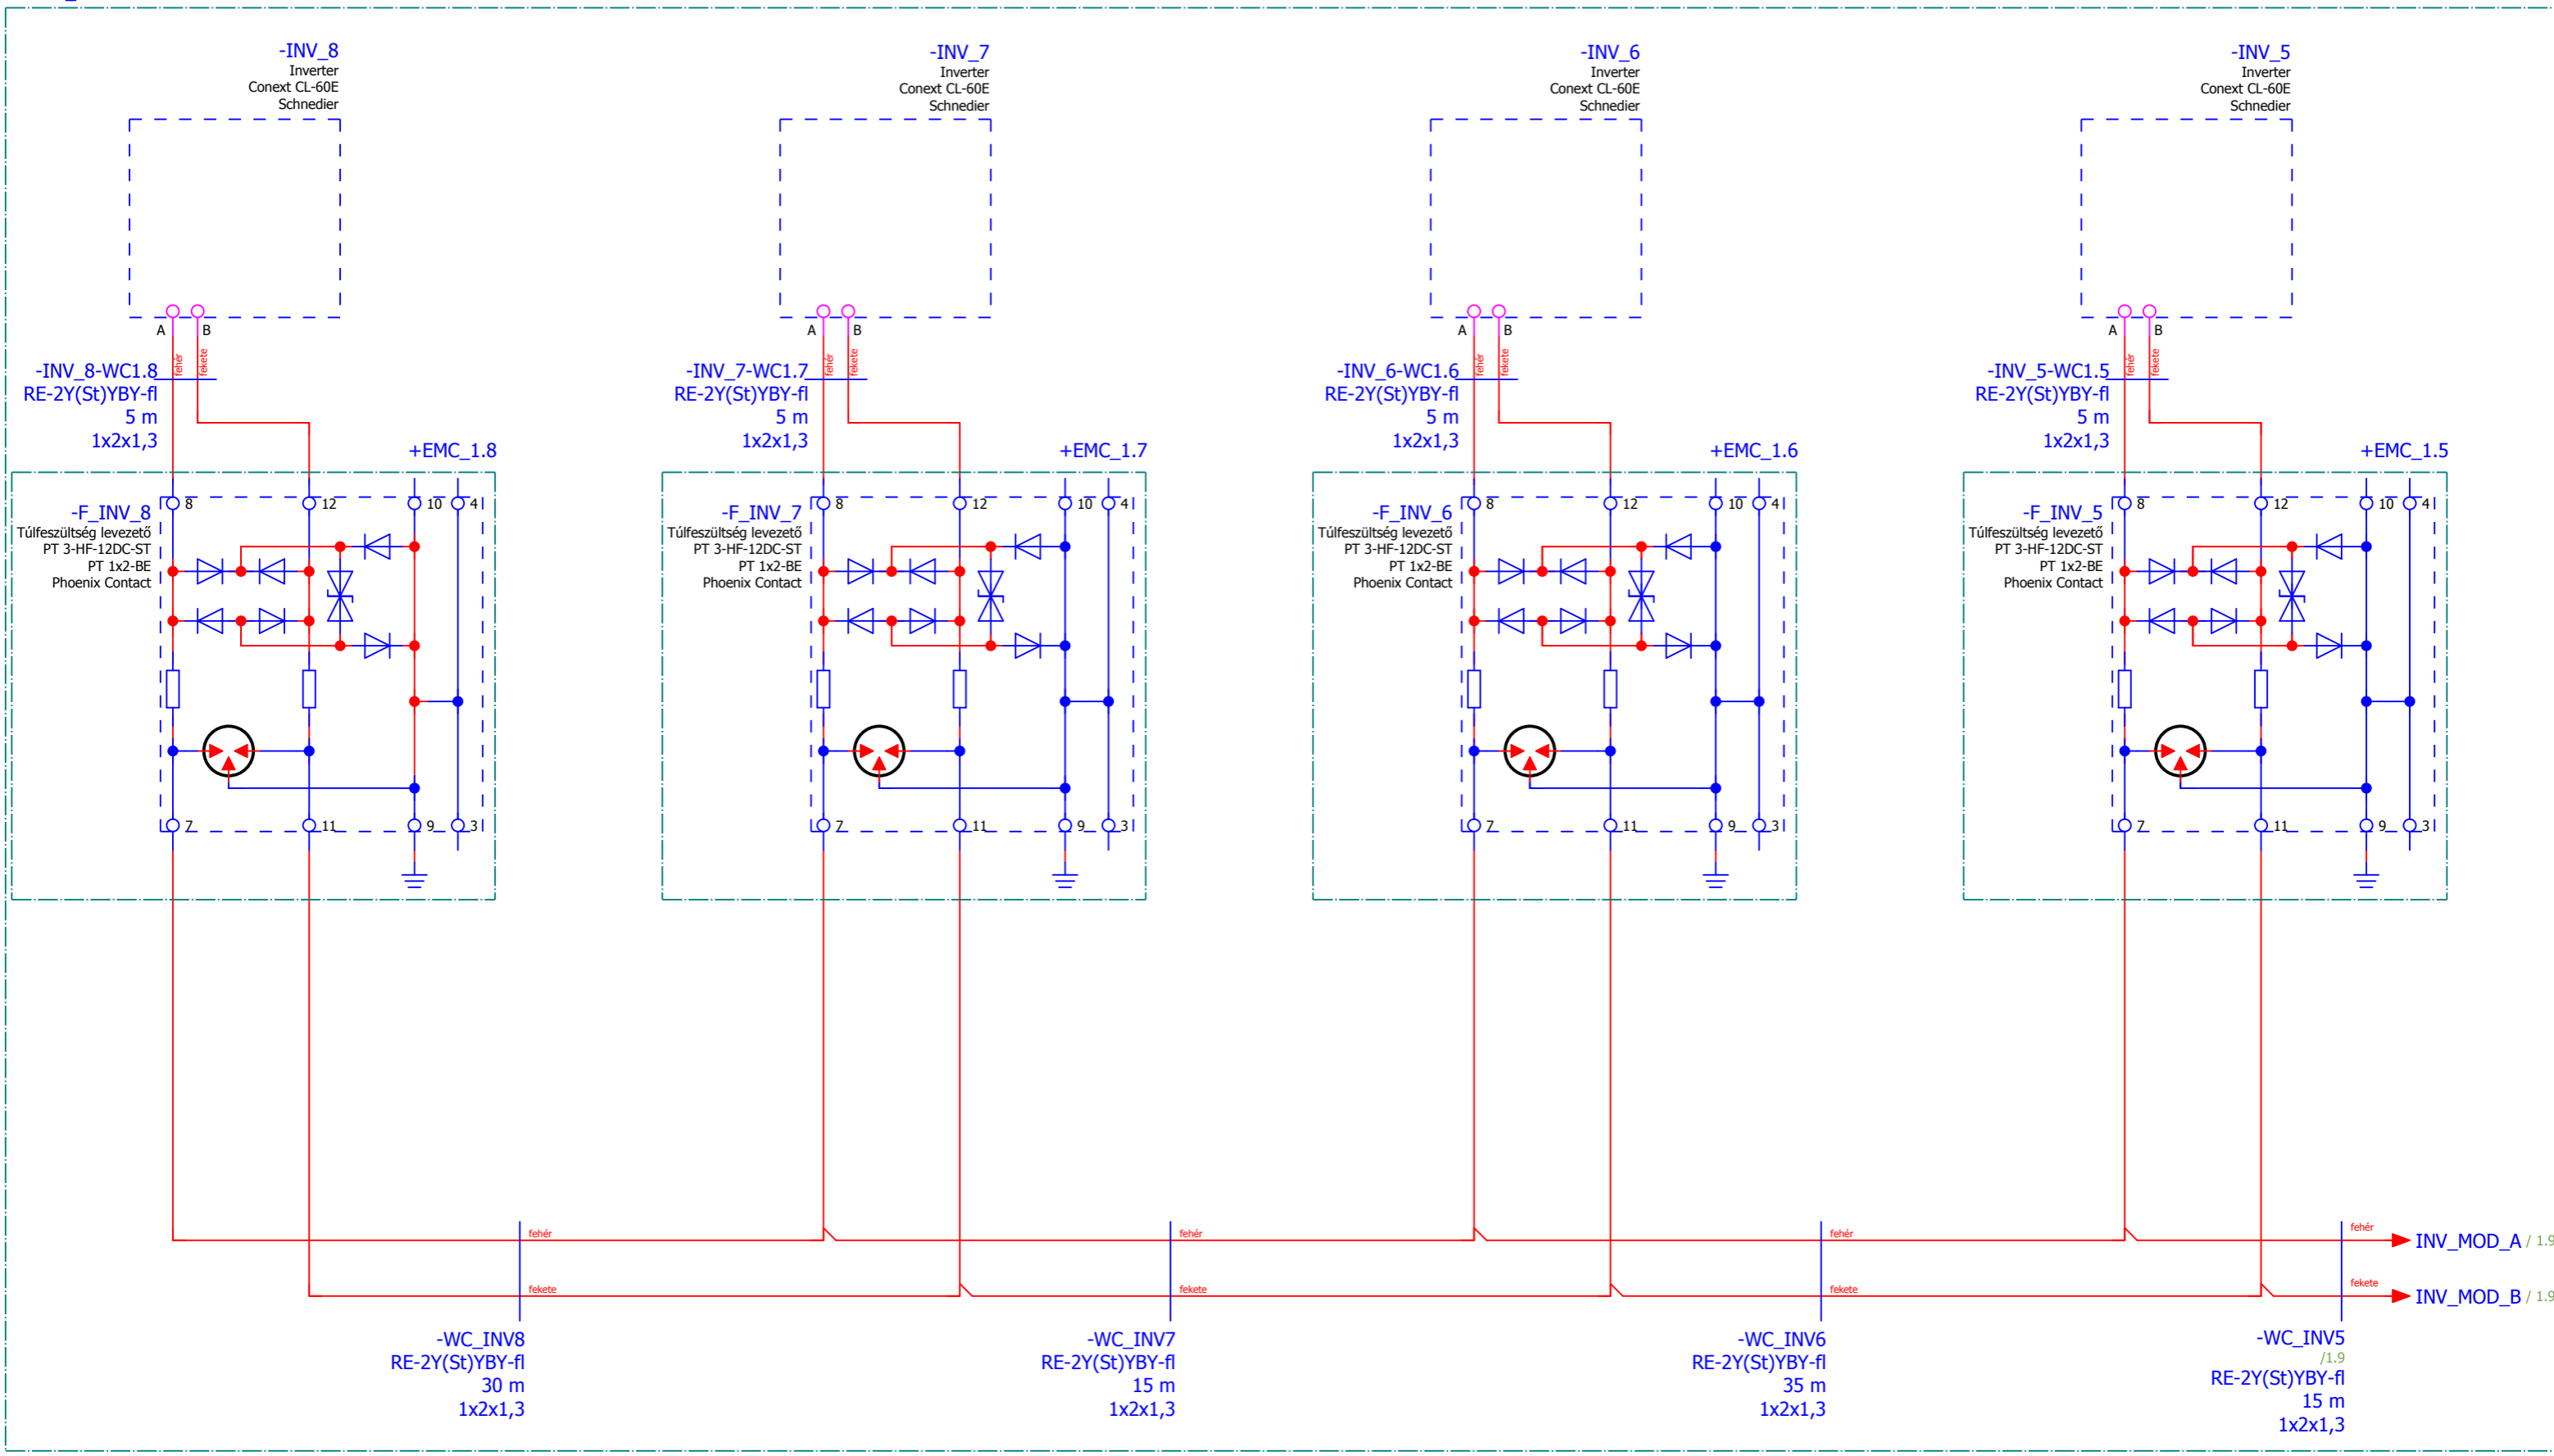 -INV_8
Inverter
Conext CL-60E
Schnedier
A
B
fehér
fekete
-INV_8-WC1.8
RE-2Y(St)YBY-fl
5 m
1x2x1,3
+EMC_1.8
-F_INV_8
Túlfeszültség levezető
PT 3-HF-12DC-ST
PT 1x2-BE
Phoenix Contact
8
12
10
4
7
11
9
3
-INV_7
Inverter
Conext CL-60E
Schnedier
A
B
fehér
fekete
-INV_7-WC1.7
RE-2Y(St)YBY-fl
5 m
1x2x1,3
+EMC_1.7
-F_INV_7
Túlfeszültség levezető
PT 3-HF-12DC-ST
PT 1x2-BE
Phoenix Contact
8
12
10
4
7
11
9
3
-INV_6
Inverter
Conext CL-60E
Schnedier
A
B
fehér
fekete
-INV_6-WC1.6
RE-2Y(St)YBY-fl
5 m
1x2x1,3
+EMC_1.6
-F_INV_6
Túlfeszültség levezető
PT 3-HF-12DC-ST
PT 1x2-BE
Phoenix Contact
8
12
10
4
7
11
9
3
-INV_5
Inverter
Conext CL-60E
Schnedier
A
B
fehér
fekete
-INV_5-WC1.5
RE-2Y(St)YBY-fl
5 m
1x2x1,3
+EMC_1.5
-F_INV_5
Túlfeszültség levezető
PT 3-HF-12DC-ST
PT 1x2-BE
Phoenix Contact
8
12
10
4
7
11
9
3
fehér
fekete
-WC_INV8
RE-2Y(St)YBY-fl
30 m
1x2x1,3
fehér
fekete
-WC_INV7
RE-2Y(St)YBY-fl
15 m
1x2x1,3
fehér
fekete
-WC_INV6
RE-2Y(St)YBY-fl
35 m
1x2x1,3
fehér
INV_MOD_A / 1.9
fekete
INV_MOD_B / 1.9
-WC_INV5
/1.9
RE-2Y(St)YBY-fl
15 m
1x2x1,3